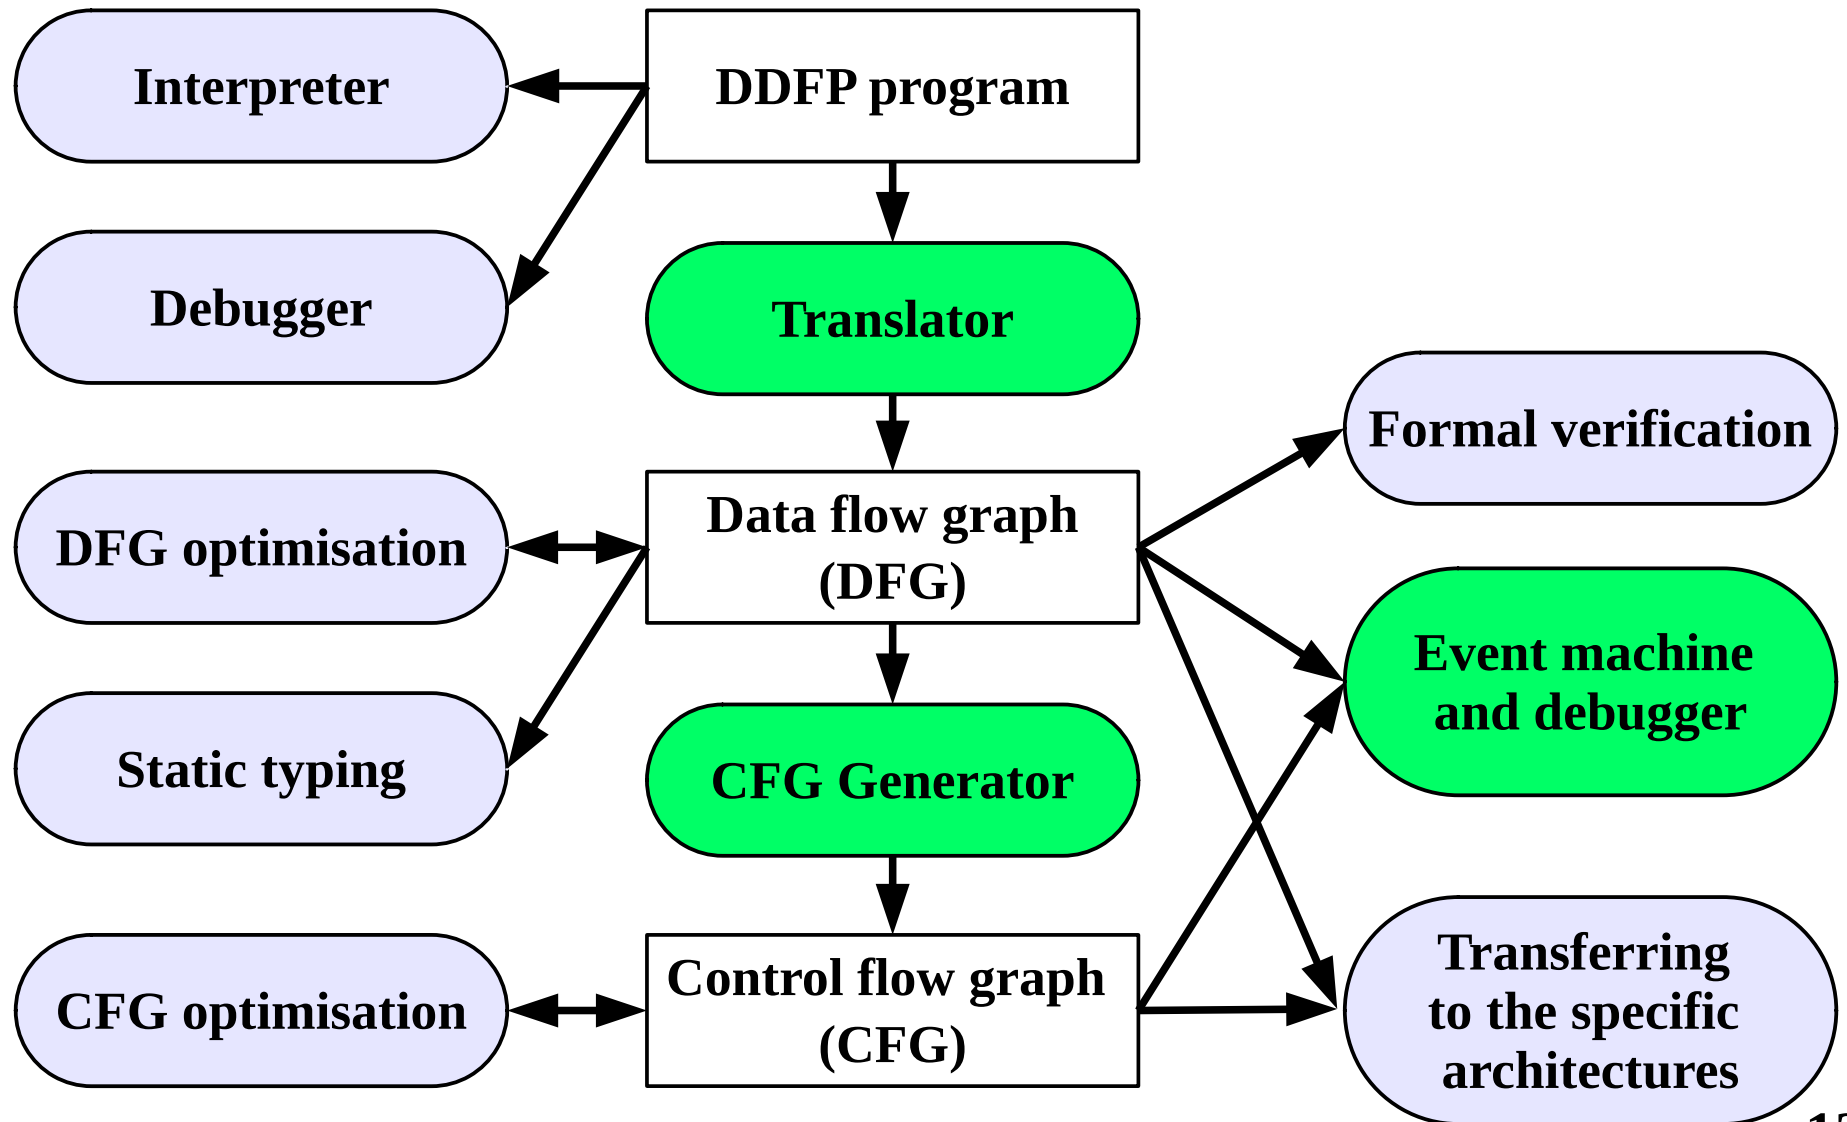 Interpreter
DDFP program
Debugger
Translator
Formal verification
DFG optimisation
Data flow graph
(DFG)
Event machine
and debugger
Static typing
CFG Generator
CFG optimisation
Control flow graph
(CFG)
Transferring
to the specific
architectures